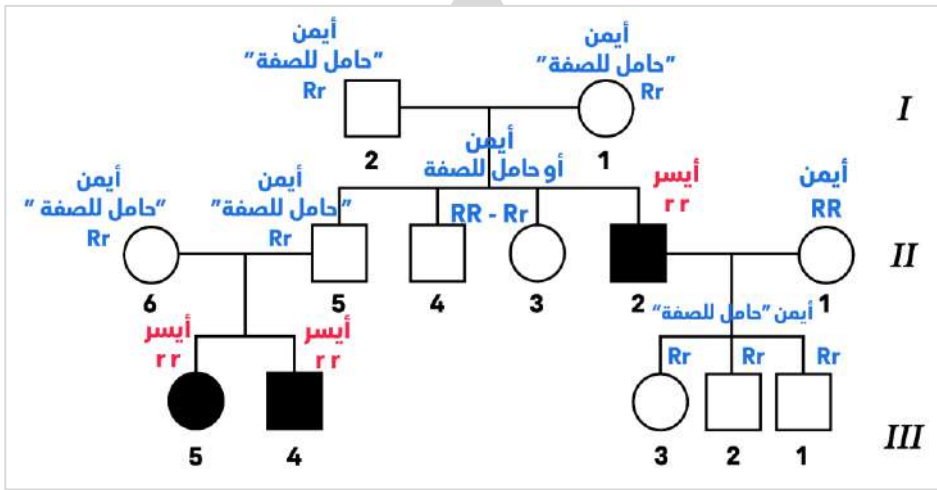 أيمن
"حامل للصفة"
Rr
أيمن
"حامل للصفة"
Rr
I
1
2
أيمن
أو حامل للصفة
RR - Rr
أيمن
RR
أيسر
r r
أيمن
"حامل للصفة"
Rr
أيمن
"حامل للصفة "
Rr
II
1
2
3
4
5
6
أيمن "حامل للصفة"
Rr
Rr
Rr
أيسر
r r
أيسر
r r
III
1
2
3
4
5